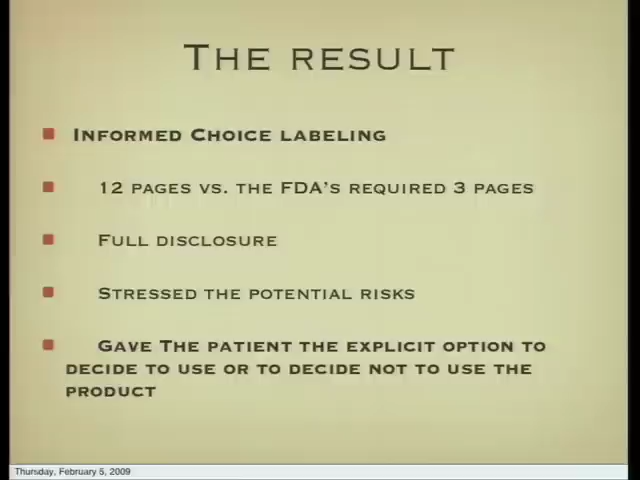 The result
Informed Choice labeling
12 pages vs. the FDA's required 3 pages
Full disclosure
Stressed the potential risks
Gave The patient the explicit option to
decide to use or to decide not to use the
product
Thursday, February 5, 2009